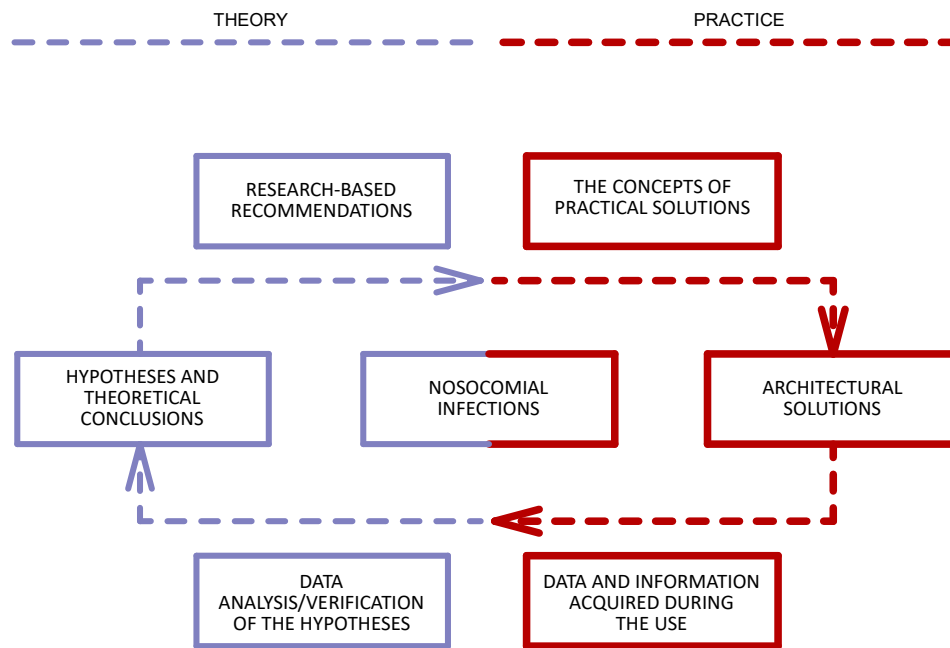 THEORY
PRACTICE
RESEARCH-BASED
RECOMMENDATIONS
THE CONCEPTS OF
PRACTICAL SOLUTIONS
HYPOTHESES AND
THEORETICAL
CONCLUSIONS
NOSOCOMIAL
INFECTIONS
ARCHITECTURAL
SOLUTIONS
DATA
ANALYSIS/VERIFICATION
OF THE HYPOTHESES
DATA AND INFORMATION
ACQUIRED DURING
THE USE